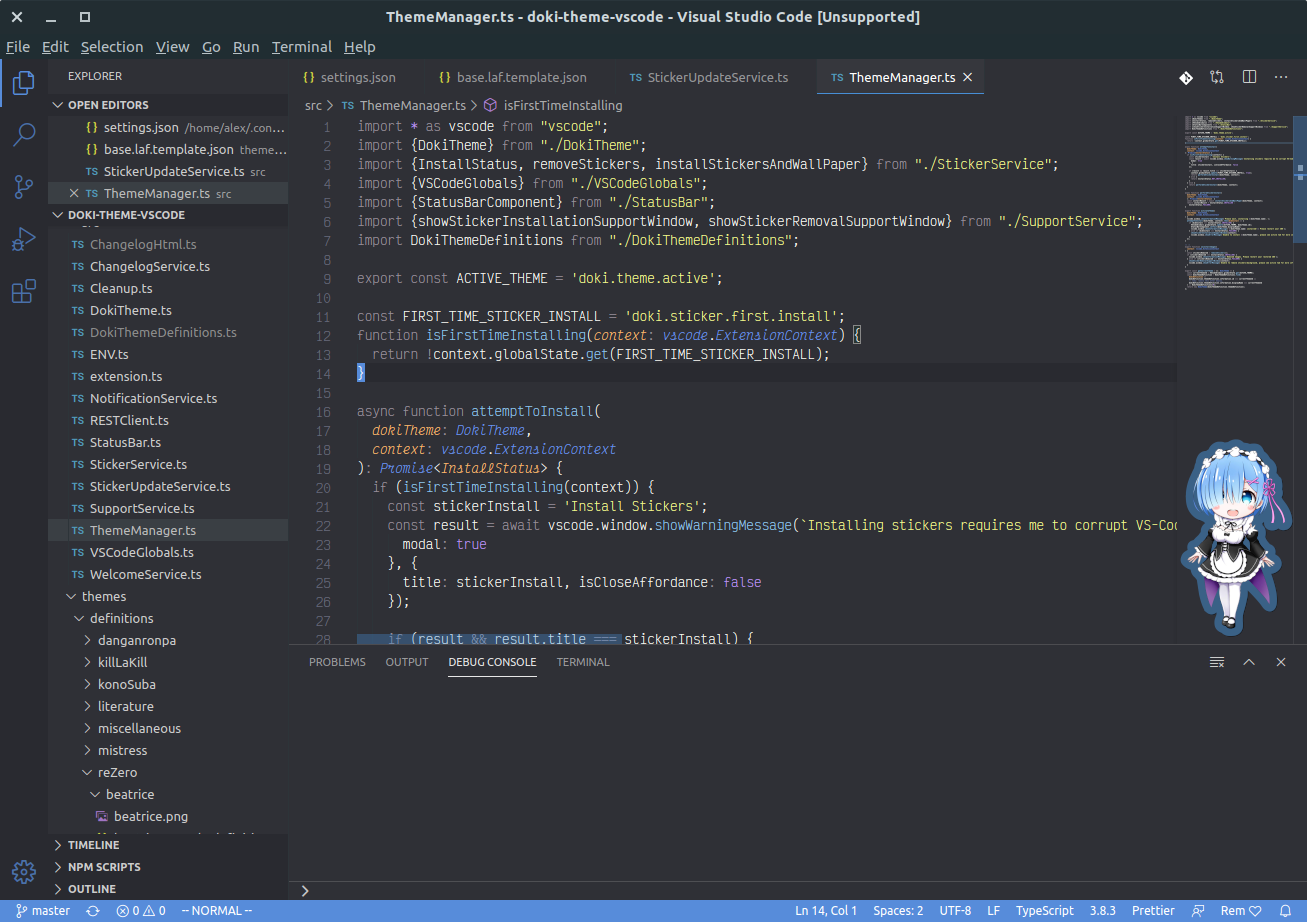 ThemeManager.ts - doki-theme-vscode - Visual Studio Code [Unsupported]
File Edit Selection View Go Run Terminal Help
EXPLORER
OPEN EDITORS
{} settings.json /home/alex/.con...
{} base.laf.template.json theme...
TS StickerUpdateService.ts src
TS ThemeManager.ts src
DOKI-THEME-VSCODE
TS ChangelogHtml.ts
TS ChangelogService.ts
TS Cleanup.ts
TS DokiTheme.ts
TS DokiThemeDefinitions.ts
TS ENV.ts
TS extension.ts
TS NotificationService.ts
TS RESTClient.ts
TS StatusBar.ts
TS StickerService.ts
TS StickerUpdateService.ts
TS SupportService.ts
TS ThemeManager.ts
TS VSCodeGlobals.ts
TS WelcomeService.ts
themes
definitions
danganronpa
killLaKill
konoSuba
literature
miscellaneous
mistress
reZero
beatrice
beatrice.png
TIMELINE
NPM SCRIPTS
OUTLINE
{} settings.json {} base.laf.template.json TS StickerUpdateService.ts TS ThemeManager.ts
src > TS ThemeManager.ts > isFirstTimeInstalling
1 import * as vscode from "vscode";
2 import {DokiTheme} from "./DokiTheme";
3 import {InstallStatus, removeStickers, installStickersAndWallPaper} from "./StickerService";
4 import {VSCodeGlobals} from "./VSCodeGlobals";
5 import {StatusBarComponent} from "./StatusBar";
6 import {showStickerInstallationSupportWindow, showStickerRemovalSupportWindow} from "./SupportService";
7 import DokiThemeDefinitions from "./DokiThemeDefinitions";
8
9 export const ACTIVE_THEME = 'doki.theme.active';
10
11 const FIRST_TIME_STICKER_INSTALL = 'doki.sticker.first.install';
12 function isFirstTimeInstalling(context: vscode.ExtensionContext) {
13 return !context.globalState.get(FIRST_TIME_STICKER_INSTALL);
14 }
15
16 async function attemptToInstall(
17 dokiTheme: DokiTheme,
18 context: vscode.ExtensionContext
19 ): Promise<InstallStatus> {
20 if (isFirstTimeInstalling(context)) {
21 const stickerInstall = 'Install Stickers';
22 const result = await vscode.window.showWarningMessage(`Installing stickers requires me to corrupt VS-Co
23 modal: true
24 }, {
25 title: stickerInstall, isCloseAffordance: false
26 });
27
28 if (result && result.title === stickerInstall) {
PROBLEMS OUTPUT DEBUG CONSOLE TERMINAL
master 0 0 -- NORMAL -- Ln 14, Col 1 Spaces: 2 UTF-8 LF TypeScript 3.8.3 Prettier Rem